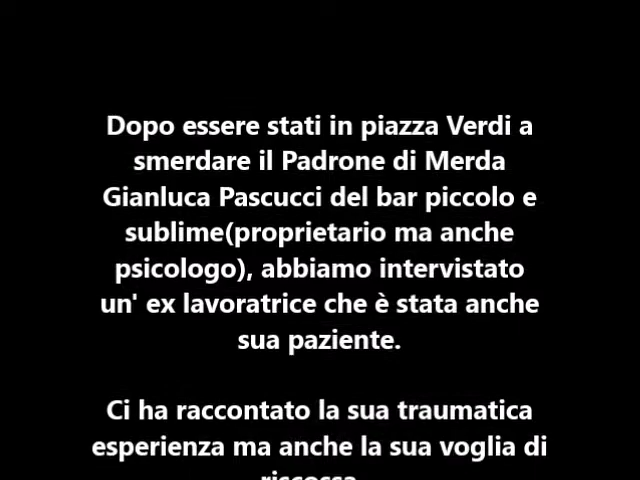 Dopo essere stati in piazza Verdi a
smerdare il Padrone di Merda
Gianluca Pascucci del bar piccolo e
sublime(proprietario ma anche
psicologo), abbiamo intervistato
un' ex lavoratrice che è stata anche
sua paziente.
Ci ha raccontato la sua traumatica
esperienza ma anche la sua voglia di